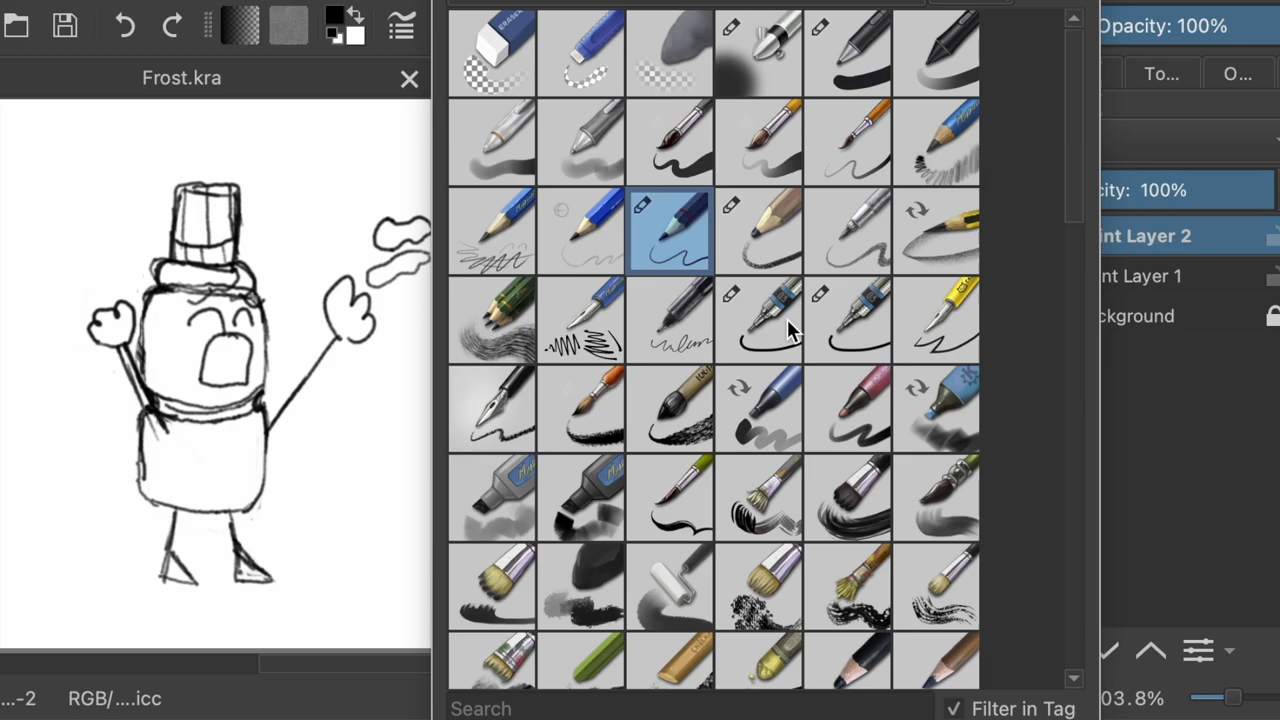 Opacity: 100%
Frost.kra
To...
O...
city: 100%
int Layer 2
nt Layer 1
ckground
...-2
RGB/....icc
Search
Filter in Tag
03.8%